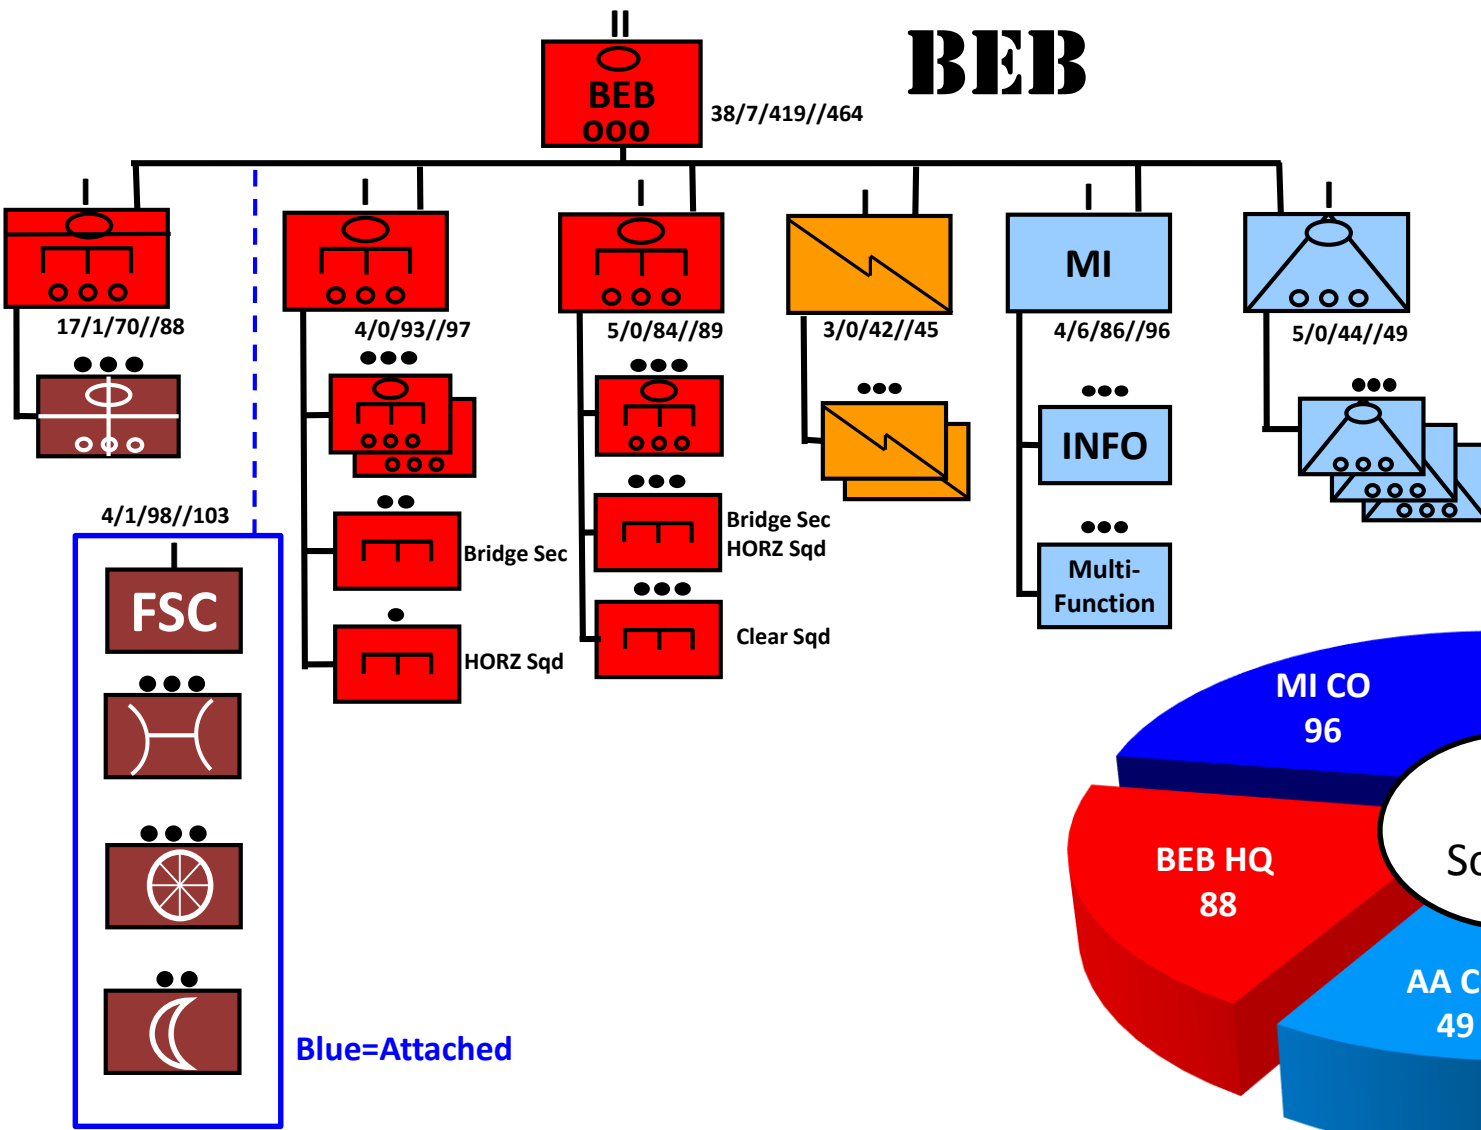 BEB
BEB
38/7/419//464
17/1/70//88
4/0/93//97
5/0/84//89
3/0/42//45
MI
4/6/86//96
5/0/44//49
INFO
Multi-
Function
Bridge Sec
HORZ Sqd
Bridge Sec
HORZ Sqd
Clear Sqd
4/1/98//103
FSC
Blue=Attached
MI CO
96
BEB HQ
88
AA C
49